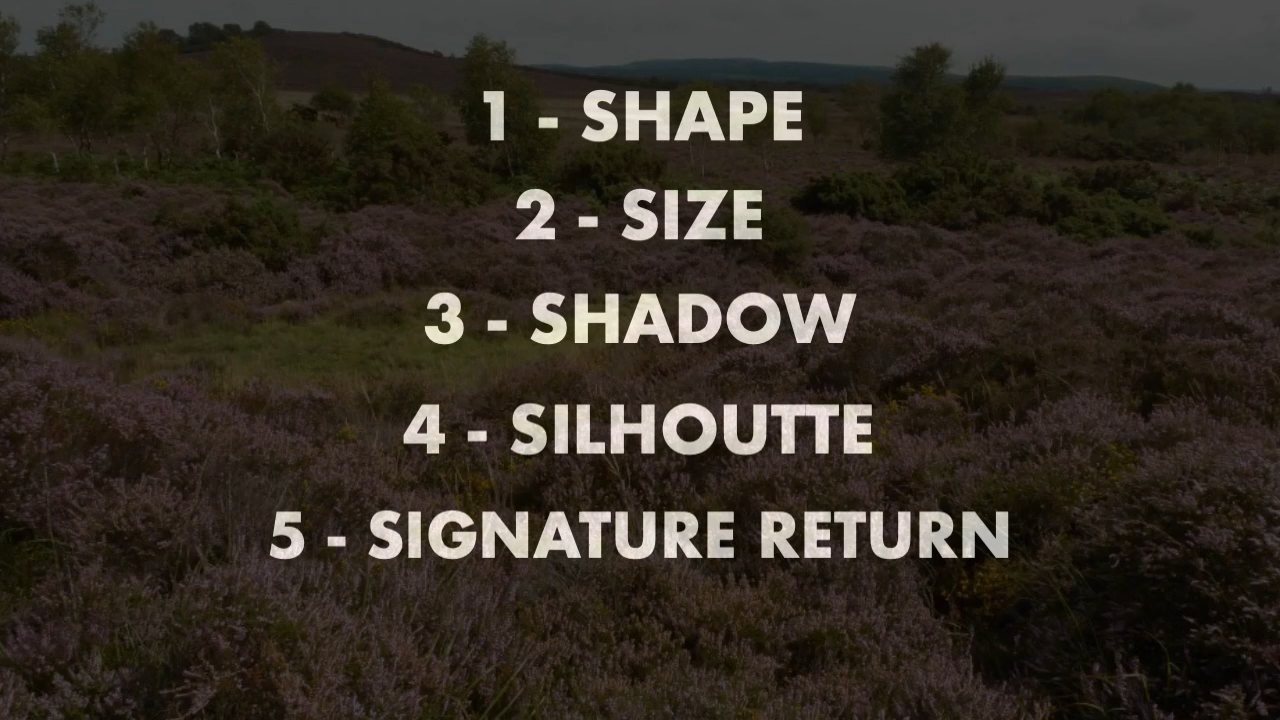 1 - SHAPE
2 - SIZE
3 - SHADOW
4 - SILHOUTTE
5 - SIGNATURE RETURN